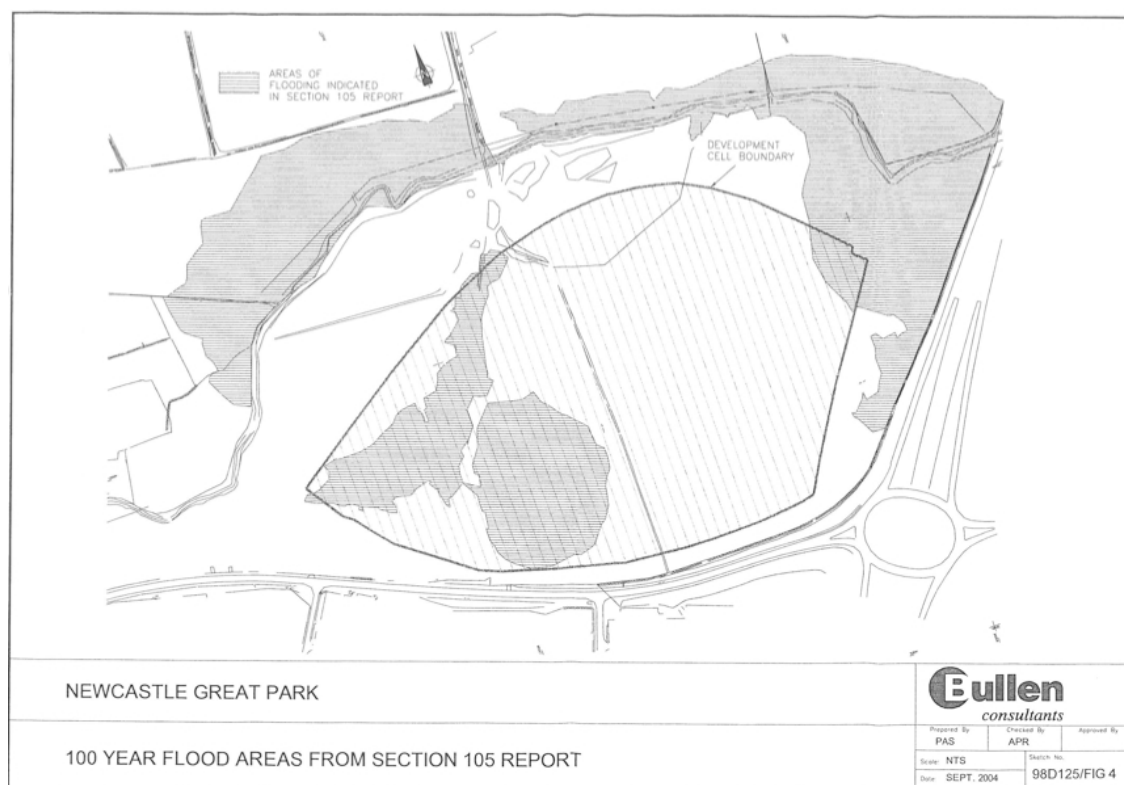 AREAS OF
FLOODING INDICATED
IN SECTION 105 REPORT
DEVELOPMENT
CELL BOUNDARY
NEWCASTLE GREAT PARK
100 YEAR FLOOD AREAS FROM SECTION 105 REPORT
Bullen
consultants
Prepared By
PAS
Checked By
APR
Approved By
Scale NTS
Date SEPT. 2004
Sketch No.
98D125/FIG 4